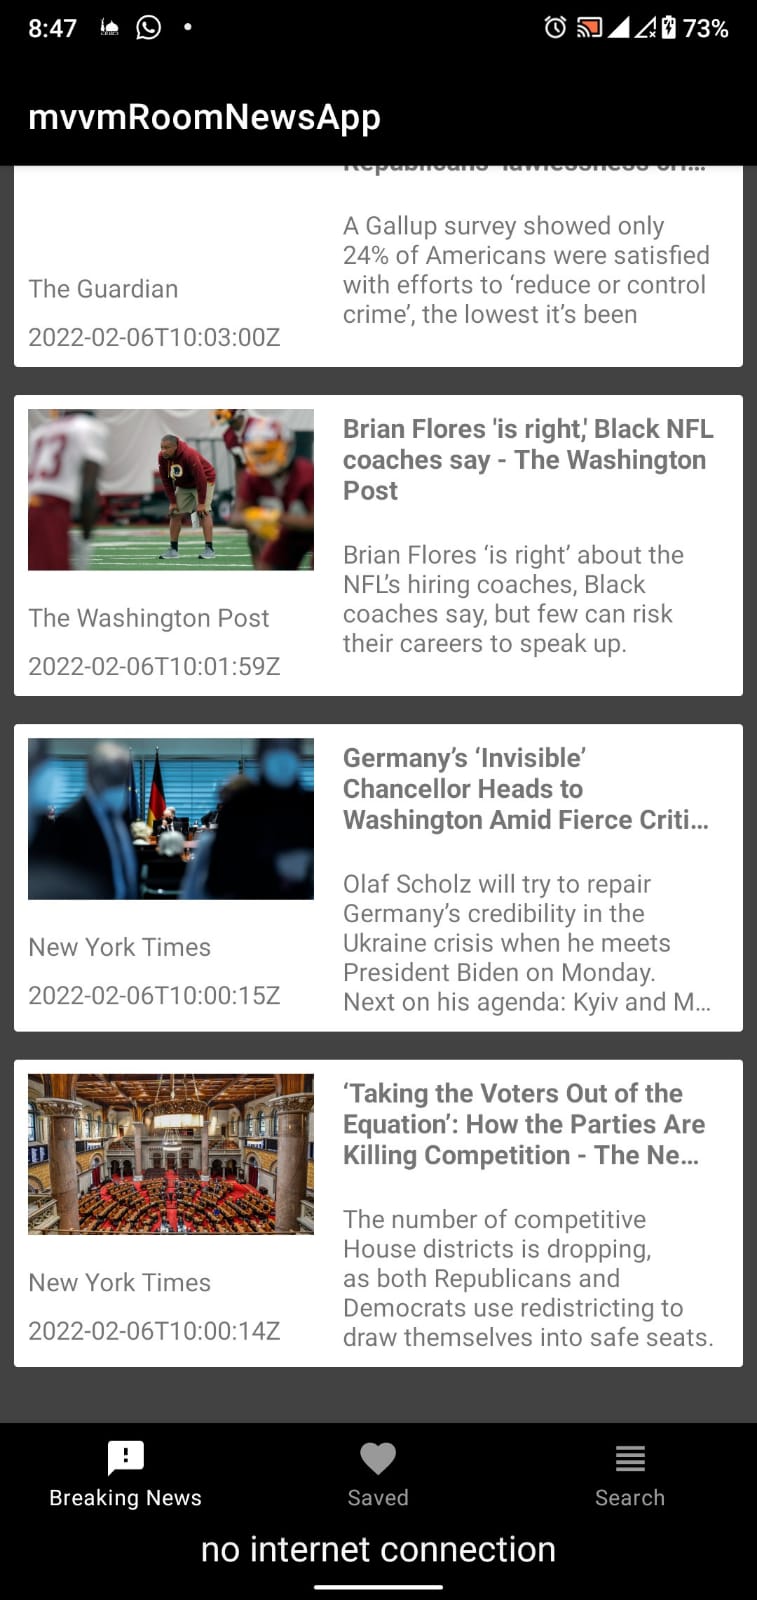 8:47
73%
mvvmRoomNewsApp
Republicans' 'lawlessness' cri...
A Gallup survey showed only
24% of Americans were satisfied
with efforts to ‘reduce or control
crime’, the lowest it’s been
The Guardian
2022-02-06T10:03:00Z
Brian Flores 'is right,' Black NFL
coaches say - The Washington
Post
Brian Flores ‘is right’ about the
NFL’s hiring coaches, Black
coaches say, but few can risk
their careers to speak up.
The Washington Post
2022-02-06T10:01:59Z
Germany’s ‘Invisible’
Chancellor Heads to
Washington Amid Fierce Criti...
Olaf Scholz will try to repair
Germany’s credibility in the
Ukraine crisis when he meets
President Biden on Monday.
Next on his agenda: Kyiv and M...
New York Times
2022-02-06T10:00:15Z
‘Taking the Voters Out of the
Equation’: How the Parties Are
Killing Competition - The Ne...
The number of competitive
House districts is dropping,
as both Republicans and
Democrats use redistricting to
draw themselves into safe seats.
New York Times
2022-02-06T10:00:14Z
Breaking News
Saved
Search
no internet connection